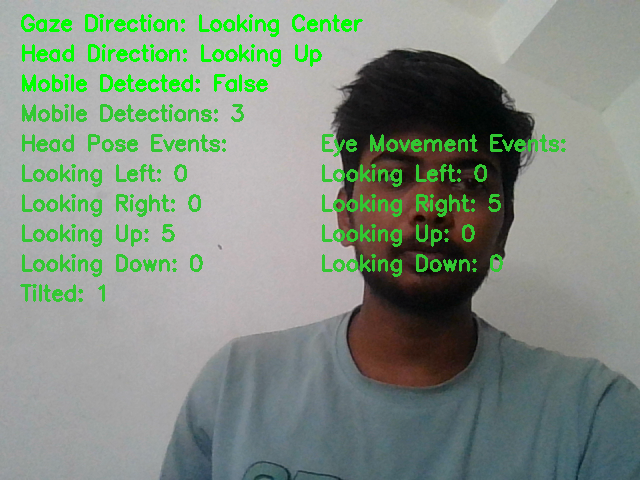 Gaze Direction: Looking Center
Head Direction: Looking Up
Mobile Detected: False
Mobile Detections: 3
Head Pose Events:
Looking Left: 0
Looking Right: 0
Looking Up: 5
Looking Down: 0
Tilted: 1
Eye Movement Events:
Looking Left: 0
Looking Right: 5
Looking Up: 0
Looking Down: 0